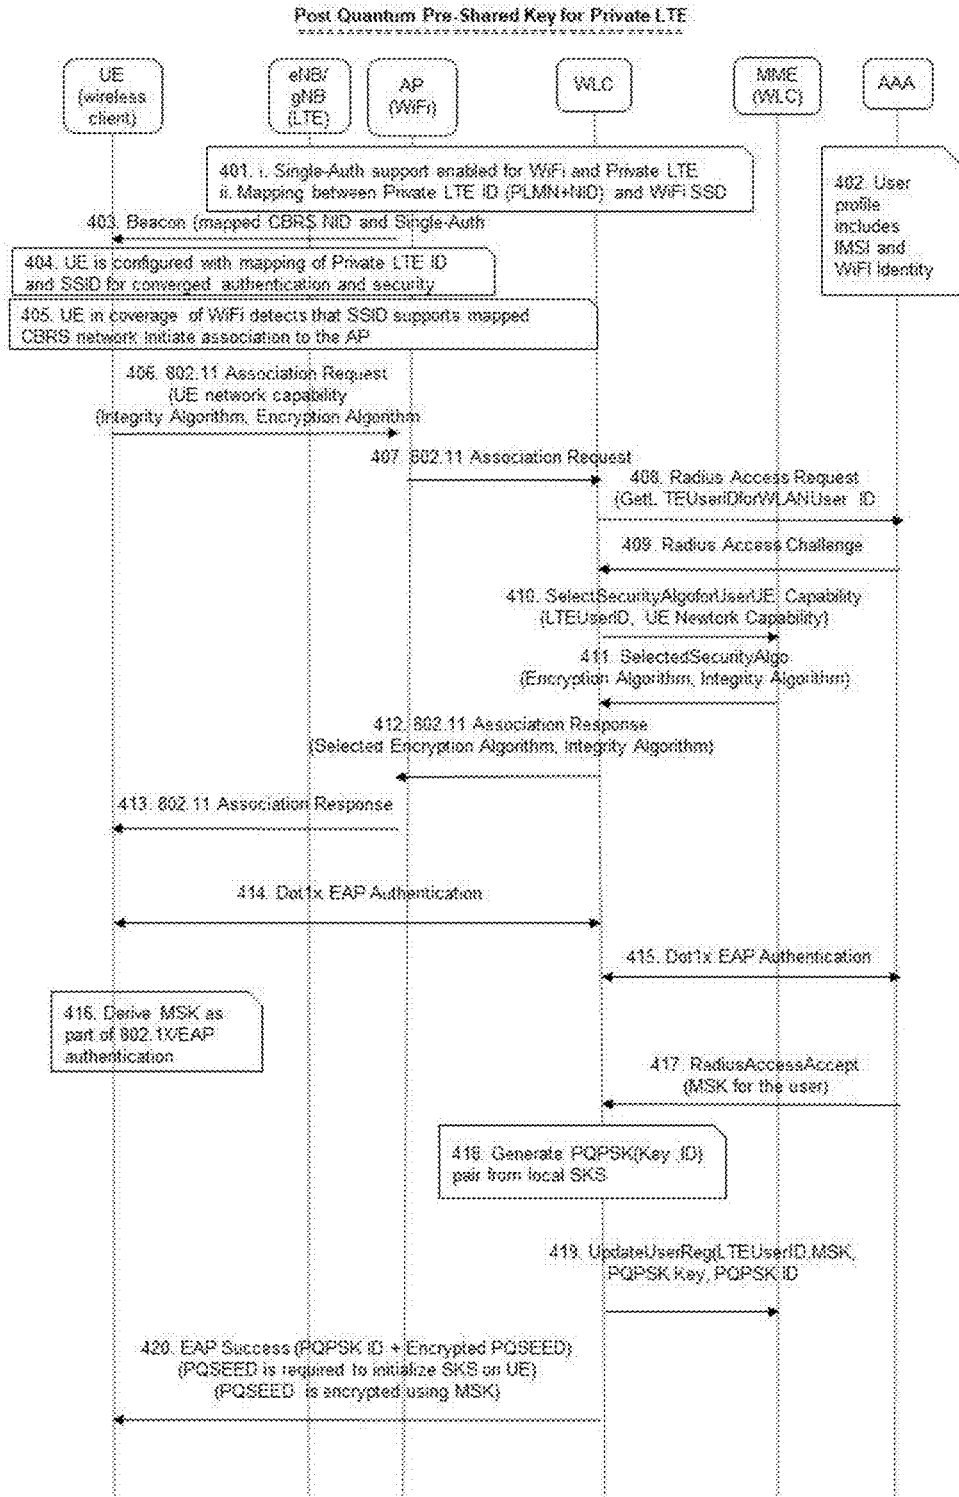 Post Quantum Pre-Shared Key for Private LTE
UE
(wireless
client)
eNB/
gNB
(LTE)
AP
(WiFi)
WLC
MME
(WLC)
AAA
401. i. Single-Auth support enabled for WiFi and Private LTE
ii. Mapping between Private LTE ID (PLMN+NID) and WiFi SSD
402. User
profile
includes
IMSI and
WiFi Identity
403. Beacon (mapped CBRS NID and Single-Auth
404. UE is configured with mapping of Private LTE ID
and SSID for converged authentication and security
405. UE in coverage of WiFi detects that SSID supports mapped
CBRS network Initiate association to the AP
406. 802.11 Association Request
(UE network capability
(Integrity Algorithm, Encryption Algorithm
407. 802.11 Association Request
408. Radius Access Request
(GetL TEUserIDforWLANUser ID
409. Radius Access Challenge
410. SelectSecurityAlgoforUserUE Capability
(LTEUserID, UE Newtork Capability)
411. SelectedSecurityAlgo
(Encryption Algorithm, Integrity Algorithm)
412. 802.11 Association Response
(Selected Encryption Algorithm, Integrity Algorithm)
413. 802.11 Association Response
414. Dot1x EAP Authentication
415. Dot1x EAP Authentication
416. Derive MSK as
part of 802.1X/EAP
authentication
417. RadiusAccessAccept
(MSK for the user)
418. Generate PQPSK(Key ,ID)
pair from local SKS
419. UpdateUserReg(LTEUserID.MSK,
PQPSK Key, PQPSK ID
420. EAP Success (PQPSK ID + Encrypted PQSEED)
(PQSEED is required to initialize SKS on UE)
(PQSEED is encrypted using MSK)